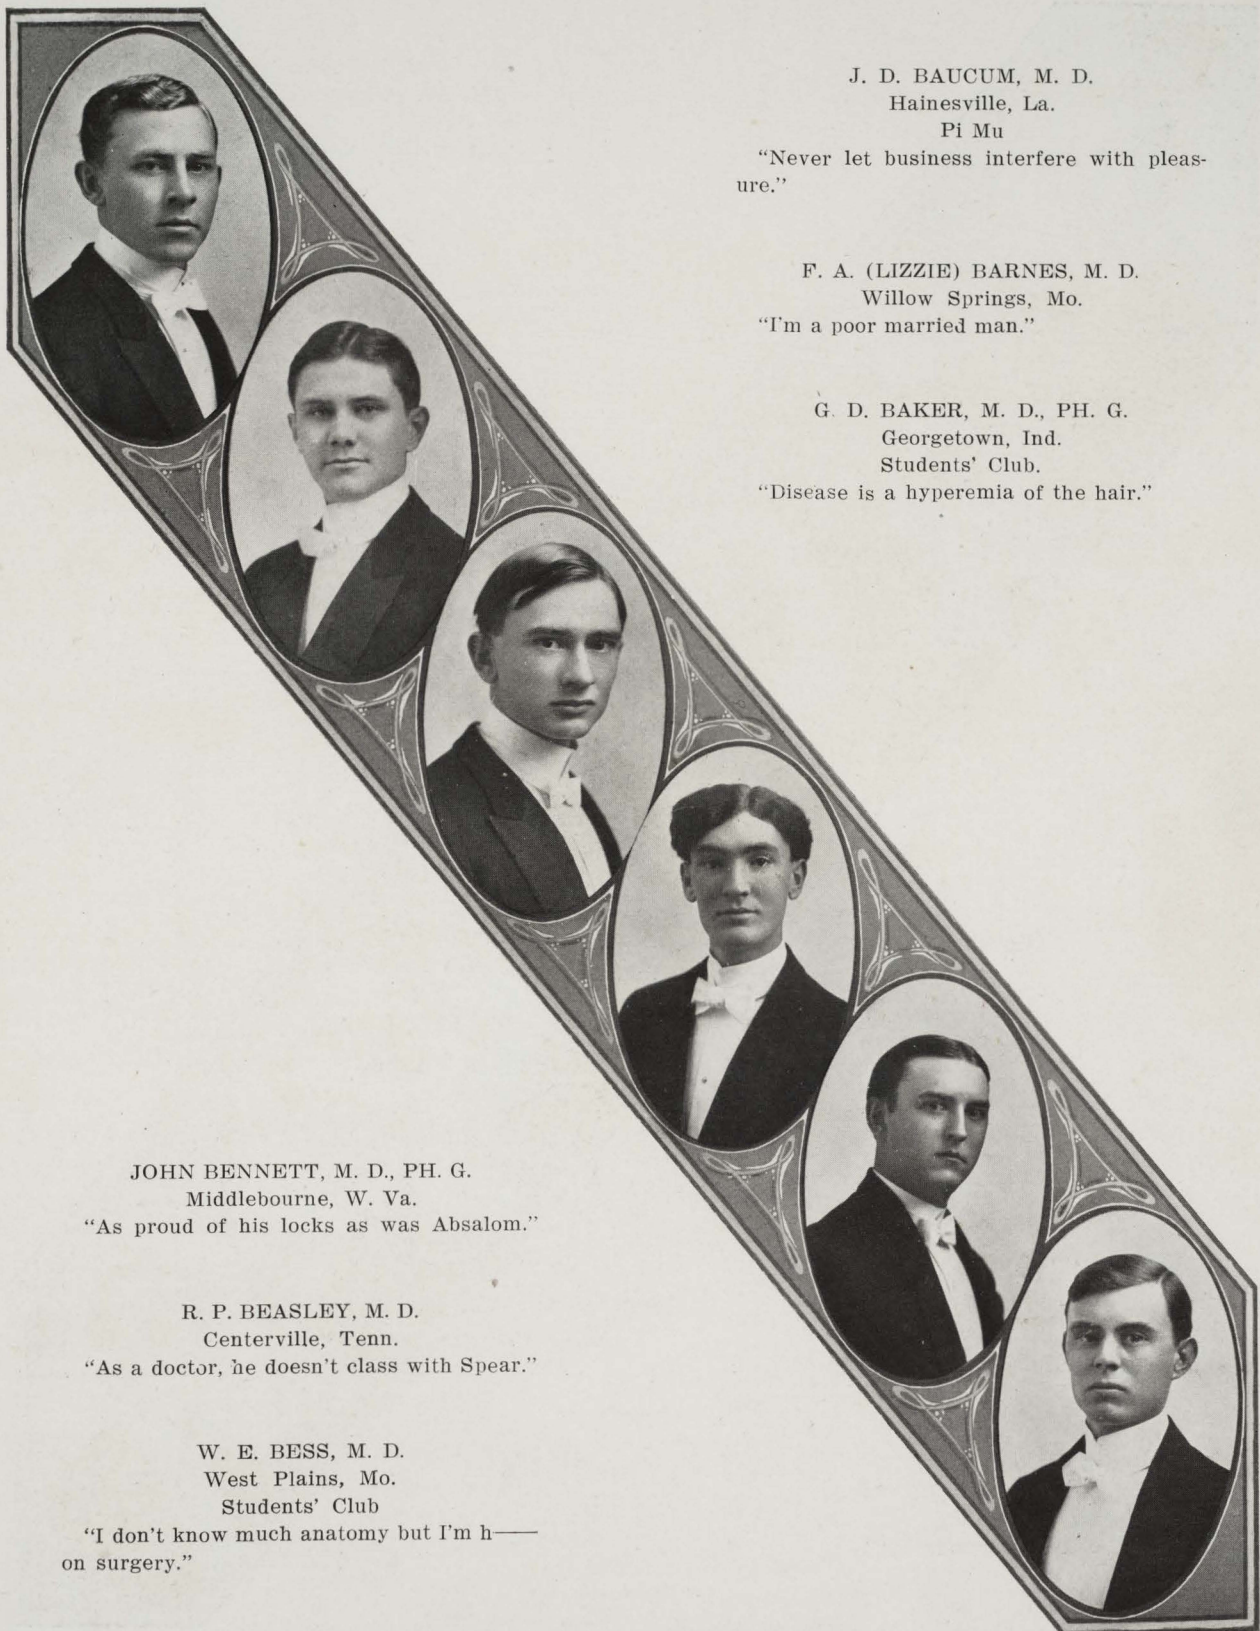 J. D. BAUCUM, M. D.
Hainesville, La.
Pi Mu
“Never let business interfere with pleas-
ure.”
F. A. (LIZZIE) BARNES, M. D.
Willow Springs, Mo.
“I'm a poor married man.”
G. D. BAKER, M. D., PH. G.
Georgetown, Ind.
Students' Club.
“Disease is a hyperemia of the hair.”
JOHN BENNETT, M. D., PH. G.
Middlebourne, W. Va.
“As proud of his locks as was Absalom.”
R. P. BEASLEY, M. D.
Centerville, Tenn.
“As a doctor, he doesn't class with Spear.”
W. E. BESS, M. D.
West Plains, Mo.
Students' Club
“I don't know much anatomy but I'm h——
on surgery.”